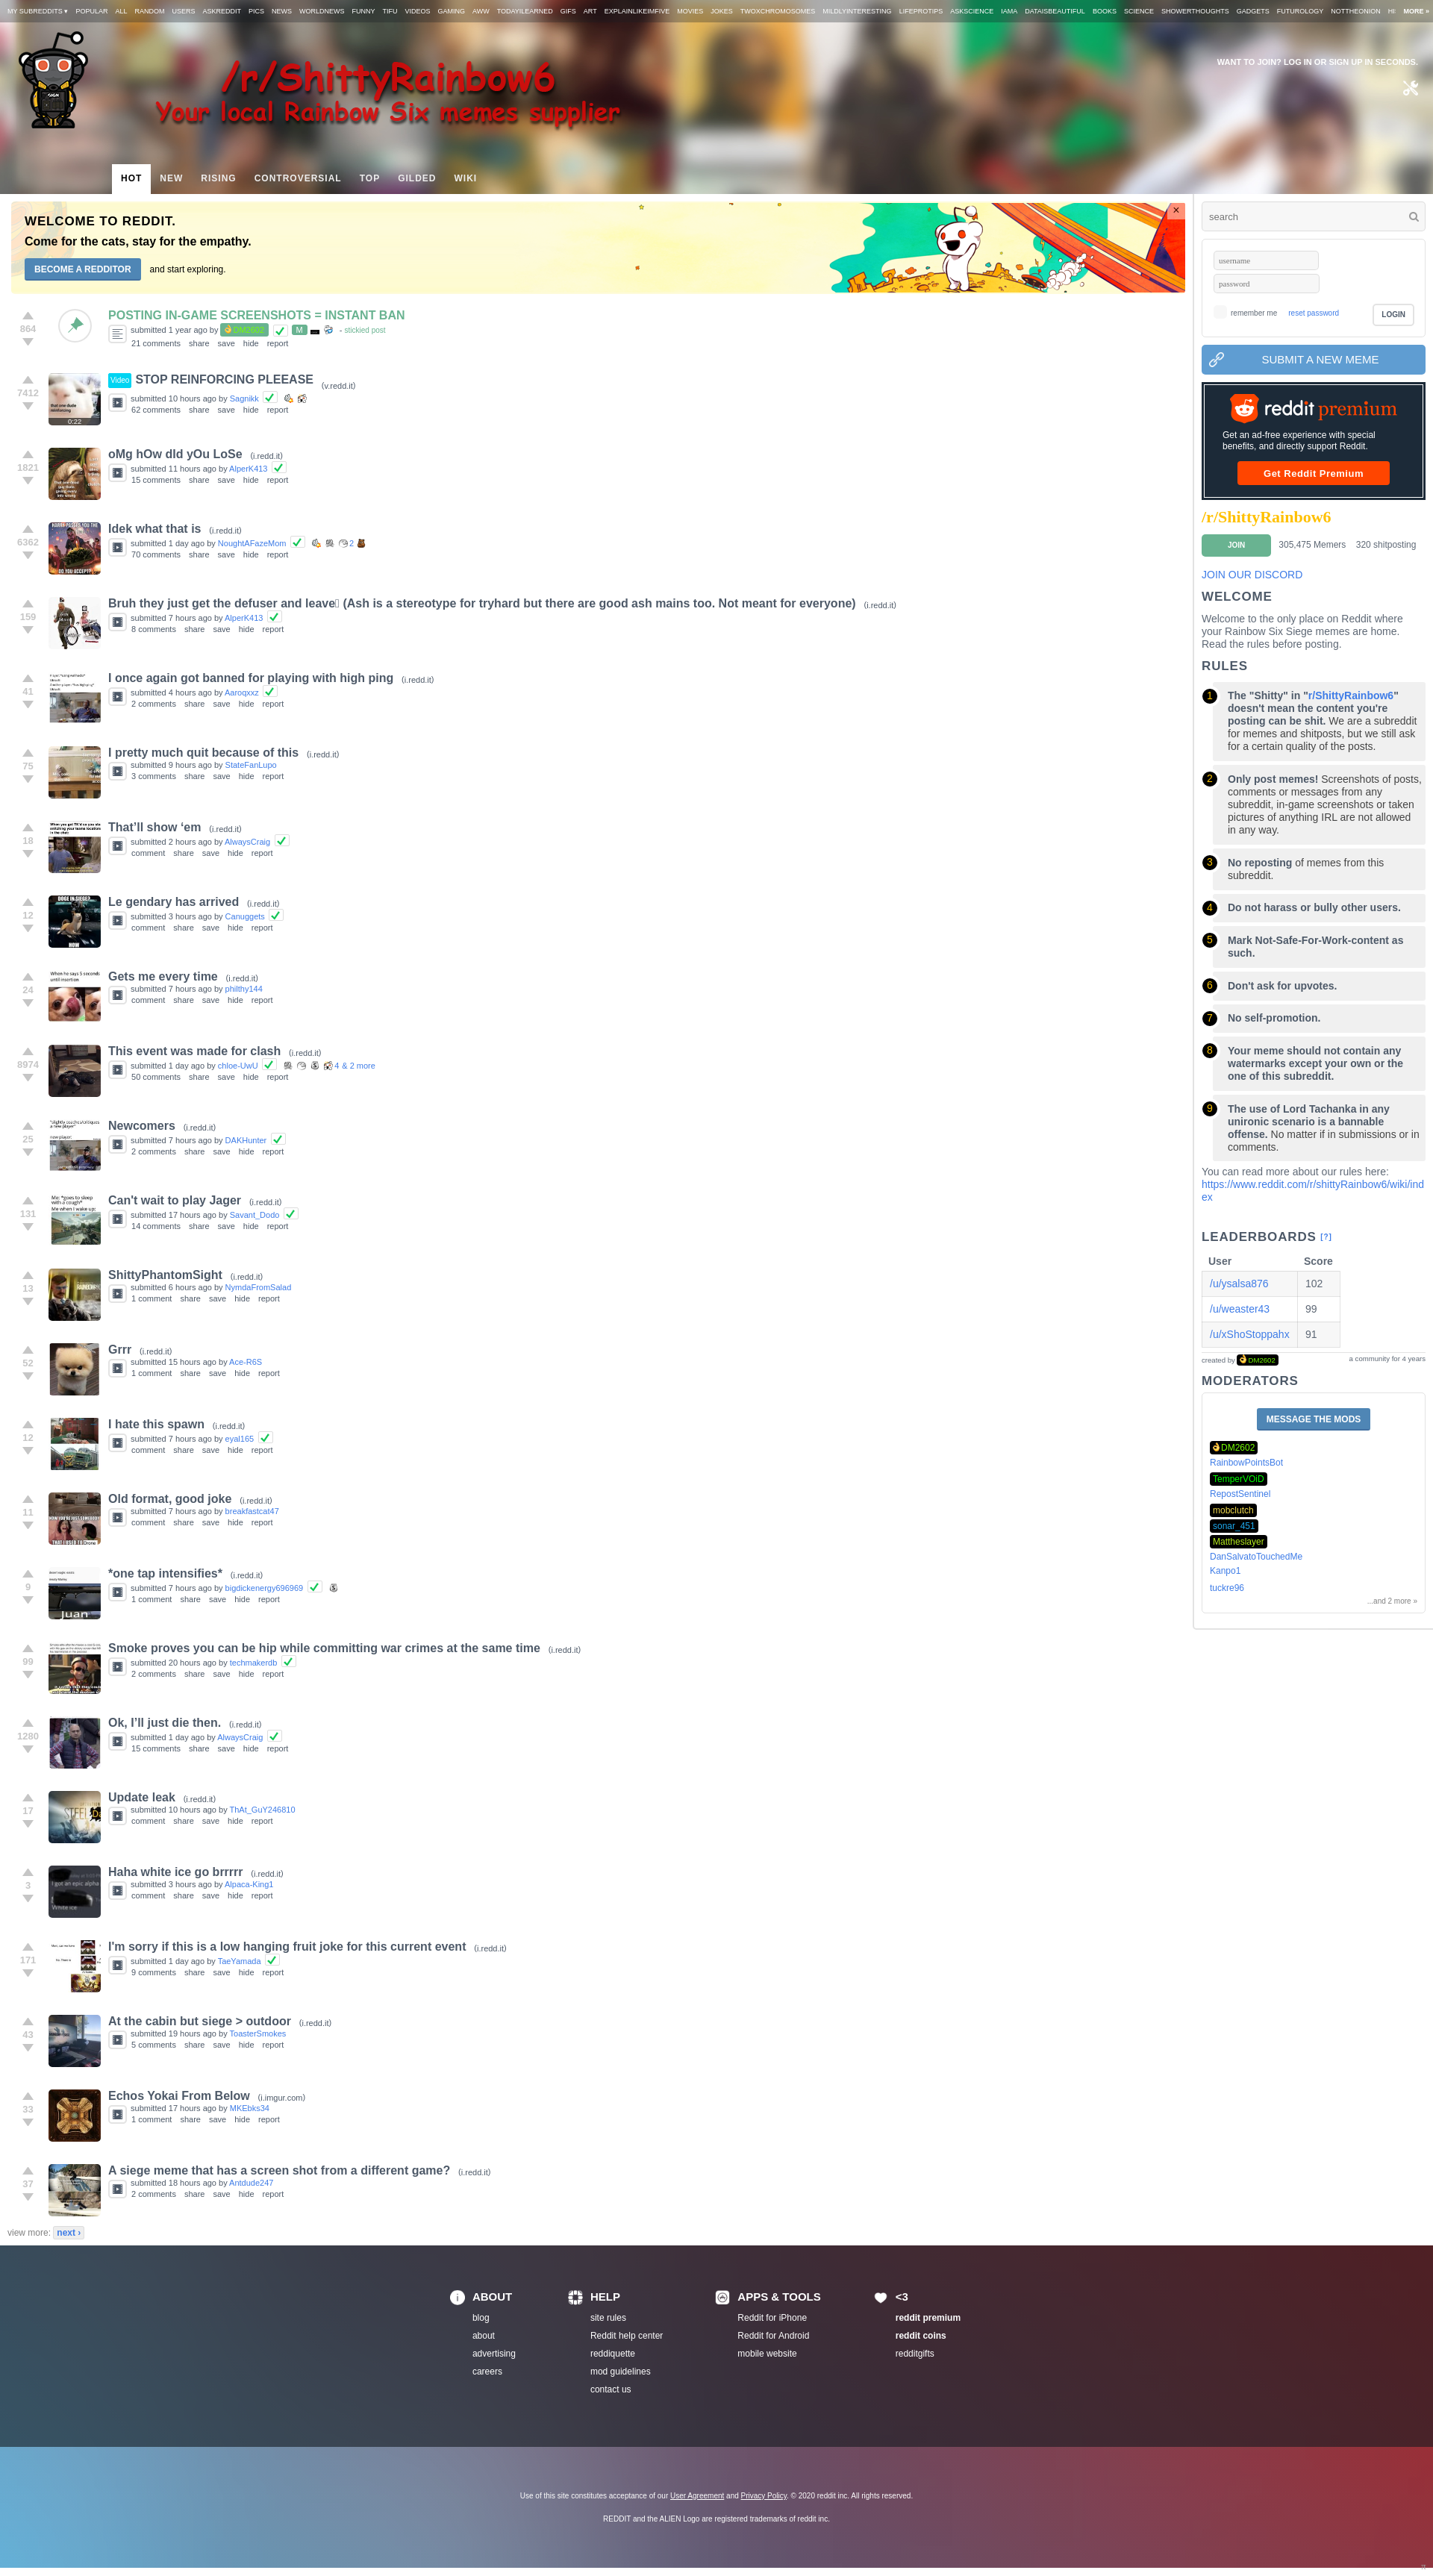 MY SUBREDDITS ▾ POPULAR ALL RANDOM USERS ASKREDDIT PICS NEWS WORLDNEWS FUNNY TIFU VIDEOS GAMING AWW TODAYILEARNED GIFS ART EXPLAINLIKEIMFIVE MOVIES JOKES TWOXCHROMOSOMES MILDLYINTERESTING LIFEPROTIPS ASKSCIENCE IAMA DATAISBEAUTIFUL BOOKS SCIENCE SHOWERTHOUGHTS GADGETS FUTUROLOGY NOTTHEONION MORE »
/r/ShittyRainbow6
Your local Rainbow Six memes supplier
WANT TO JOIN? LOG IN OR SIGN UP IN SECONDS.
HOT NEW RISING CONTROVERSIAL TOP GILDED WIKI
WELCOME TO REDDIT.
Come for the cats, stay for the empathy.
BECOME A REDDITOR and start exploring.
864
POSTING IN-GAME SCREENSHOTS = INSTANT BAN
submitted 1 year ago by DM2602 M - stickied post
21 comments share save hide report
7412
Video STOP REINFORCING PLEEASE (v.redd.it)
0:22
submitted 10 hours ago by Sagnikk
62 comments share save hide report
1821
oMg hOw dId yOu LoSe (i.redd.it)
submitted 11 hours ago by AlperK413
15 comments share save hide report
6362
Idek what that is (i.redd.it)
submitted 1 day ago by NoughtAFazeMom 2
DO YOU ACCEPT?
70 comments share save hide report
159
Bruh they just get the defuser and leave (Ash is a stereotype for tryhard but there are good ash mains too. Not meant for everyone) (i.redd.it)
submitted 7 hours ago by AlperK413
8 comments share save hide report
41
I once again got banned for playing with high ping (i.redd.it)
submitted 4 hours ago by Aaroqxxz
2 comments share save hide report
75
I pretty much quit because of this (i.redd.it)
submitted 9 hours ago by StateFanLupo
3 comments share save hide report
18
That’ll show ‘em (i.redd.it)
submitted 2 hours ago by AlwaysCraig
comment share save hide report
12
Le gendary has arrived (i.redd.it)
submitted 3 hours ago by Canuggets
DOGE IN SIEGE?...
WOW
comment share save hide report
24
Gets me every time (i.redd.it)
When he says 5 seconds until insertion
submitted 7 hours ago by philthy144
comment share save hide report
8974
This event was made for clash (i.redd.it)
submitted 1 day ago by chloe-UwU 4 & 2 more
50 comments share save hide report
25
Newcomers (i.redd.it)
submitted 7 hours ago by DAKHunter
2 comments share save hide report
131
Can't wait to play Jager (i.redd.it)
Me: *goes to sleep with a cough*
Me when I wake up:
submitted 17 hours ago by Savant_Dodo
14 comments share save hide report
13
ShittyPhantomSight (i.redd.it)
submitted 6 hours ago by NymdaFromSalad
1 comment share save hide report
52
Grrr (i.redd.it)
submitted 15 hours ago by Ace-R6S
1 comment share save hide report
12
I hate this spawn (i.redd.it)
submitted 7 hours ago by eyal165
comment share save hide report
11
Old format, good joke (i.redd.it)
submitted 7 hours ago by breakfastcat47
comment share save hide report
9
*one tap intensifies* (i.redd.it)
submitted 7 hours ago by bigdickenergy696969
Juan
1 comment share save hide report
99
Smoke proves you can be hip while committing war crimes at the same time (i.redd.it)
submitted 20 hours ago by techmakerdb
2 comments share save hide report
1280
Ok, I’ll just die then. (i.redd.it)
submitted 1 day ago by AlwaysCraig
15 comments share save hide report
17
Update leak (i.redd.it)
submitted 10 hours ago by ThAt_GuY246810
comment share save hide report
3
Haha white ice go brrrrr (i.redd.it)
I got an epic alpha
White ice
submitted 3 hours ago by Alpaca-King1
comment share save hide report
171
I'm sorry if this is a low hanging fruit joke for this current event (i.redd.it)
submitted 1 day ago by TaeYamada
9 comments share save hide report
43
At the cabin but siege > outdoor (i.redd.it)
submitted 19 hours ago by ToasterSmokes
5 comments share save hide report
33
Echos Yokai From Below (i.imgur.com)
submitted 17 hours ago by MKEbks34
1 comment share save hide report
37
A siege meme that has a screen shot from a different game? (i.redd.it)
submitted 18 hours ago by Antdude247
2 comments share save hide report
view more: next ›
search
username
password
remember me reset password LOGIN
SUBMIT A NEW MEME
reddit premium
Get an ad-free experience with special
benefits, and directly support Reddit.
Get Reddit Premium
/r/ShittyRainbow6
JOIN 305,475 Memers 320 shitposting
JOIN OUR DISCORD
WELCOME
Welcome to the only place on Reddit where
your Rainbow Six Siege memes are home.
Read the rules before posting.
RULES
1 The "Shitty" in "r/ShittyRainbow6"
doesn't mean the content you're
posting can be shit. We are a subreddit
for memes and shitposts, but we still ask
for a certain quality of the posts.
2 Only post memes! Screenshots of posts,
comments or messages from any
subreddit, in-game screenshots or taken
pictures of anything IRL are not allowed
in any way.
3 No reposting of memes from this
subreddit.
4 Do not harass or bully other users.
5 Mark Not-Safe-For-Work-content as
such.
6 Don't ask for upvotes.
7 No self-promotion.
8 Your meme should not contain any
watermarks except your own or the
one of this subreddit.
9 The use of Lord Tachanka in any
unironic scenario is a bannable
offense. No matter if in submissions or in
comments.
You can read more about our rules here:
https://www.reddit.com/r/shittyRainbow6/wiki/ind
ex
LEADERBOARDS [?]
User Score
/u/ysalsa876 102
/u/weaster43 99
/u/xShoStoppahx 91
created by DM2602 a community for 4 years
MODERATORS
MESSAGE THE MODS
DM2602
RainbowPointsBot
TemperVOiD
RepostSentinel
mobclutch
sonar_451
Mattheslayer
DanSalvatoTouchedMe
Kanpo1
tuckre96
...and 2 more »
ABOUT
blog
about
advertising
careers
HELP
site rules
Reddit help center
reddiquette
mod guidelines
contact us
APPS & TOOLS
Reddit for iPhone
Reddit for Android
mobile website
<3
reddit premium
reddit coins
redditgifts
Use of this site constitutes acceptance of our User Agreement and Privacy Policy. © 2020 reddit inc. All rights reserved.
REDDIT and the ALIEN Logo are registered trademarks of reddit inc.